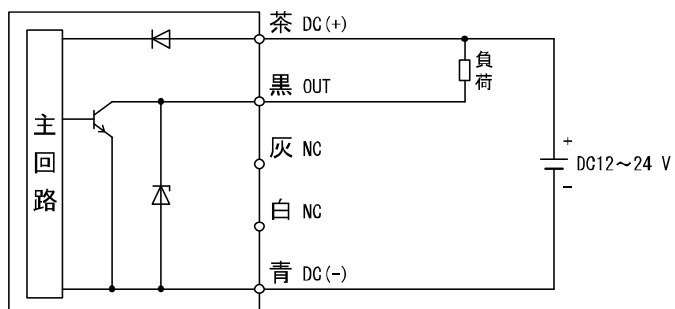 茶 DC(+)
負荷
黒 OUT
主回路
灰 NC
+
DC12～24 V
-
白 NC
青 DC(-)